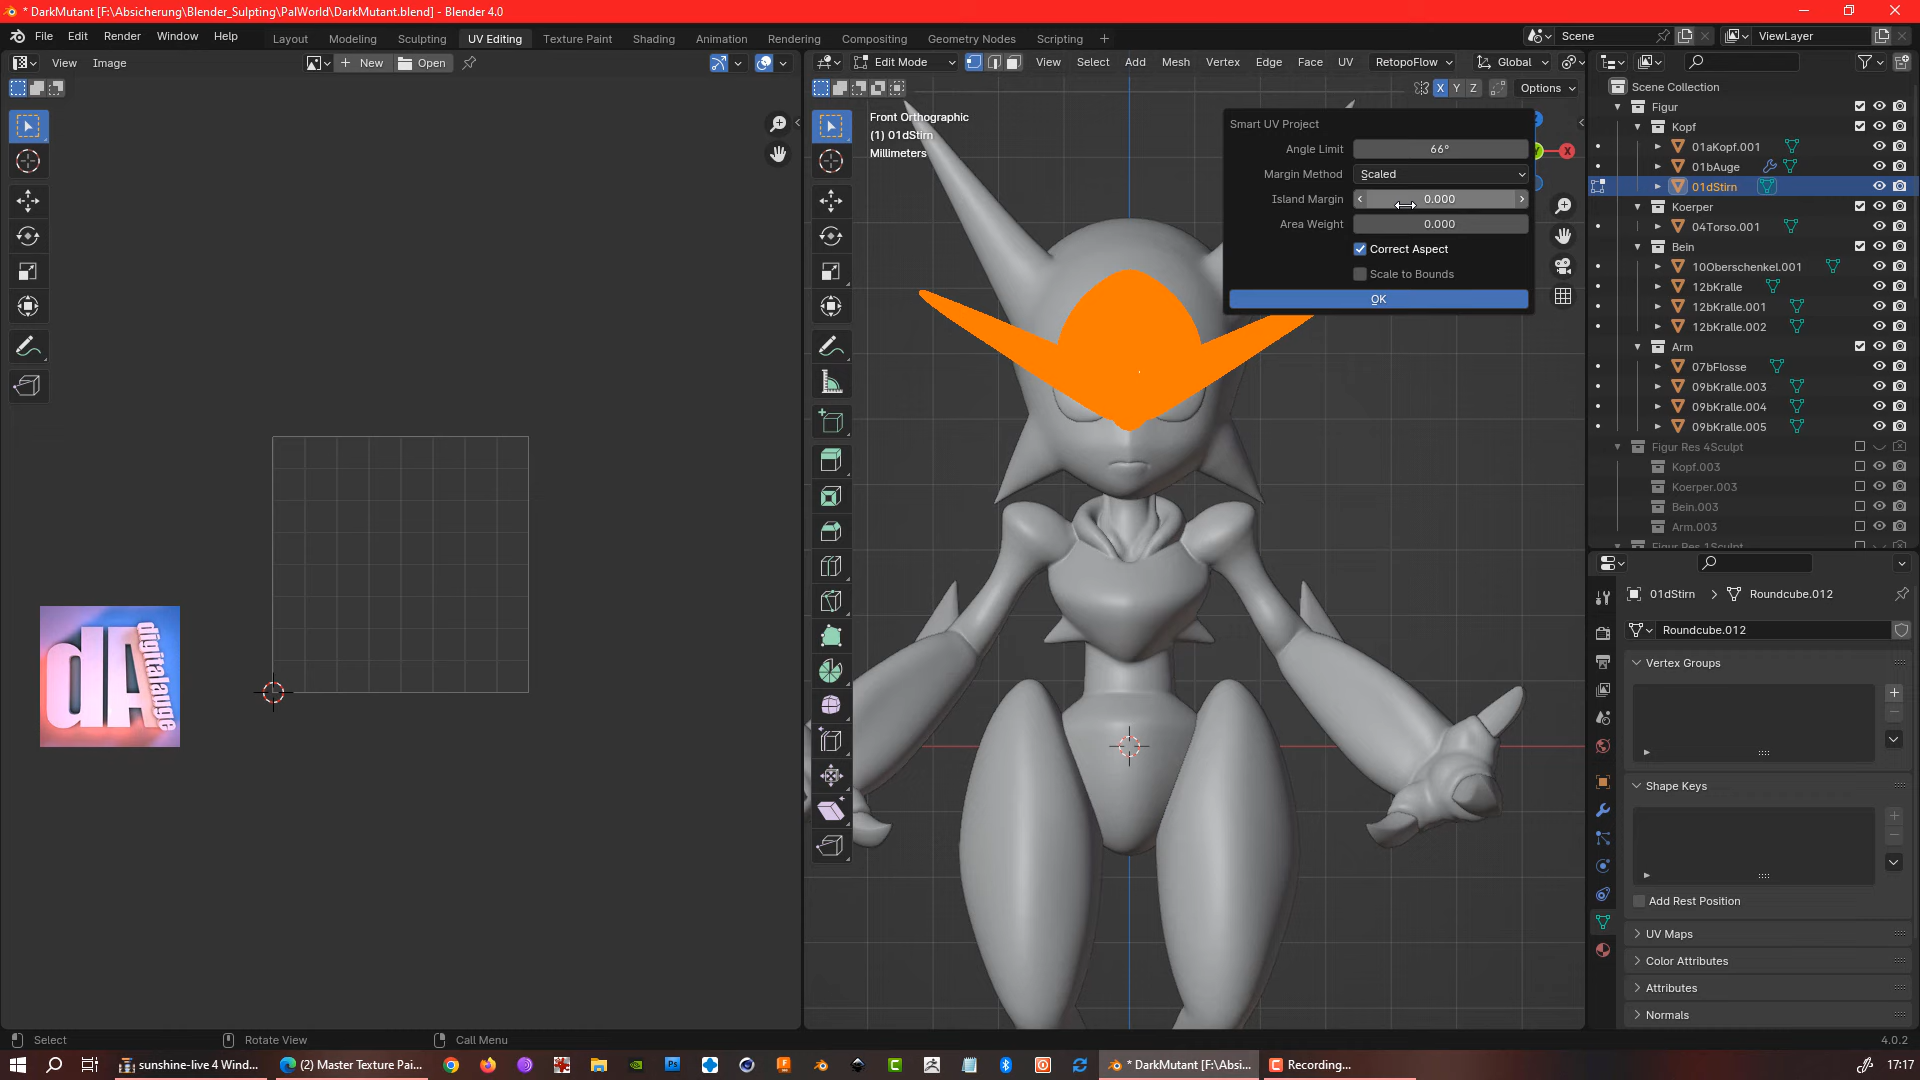 * DarkMutant [F:\Absicherung\Blender_Sulpting\PalWorld\DarkMutant.blend] - Blender 4.0
File Edit Render Window Help
Layout Modeling Sculpting UV Editing Texture Paint Shading Animation Rendering Compositing Geometry Nodes Scripting +
Scene
ViewLayer
View Image
New
Open
Edit Mode
View Select Add Mesh Vertex Edge Face UV
RetopoFlow
Global
X Y Z
Options
Front Orthographic
(1) 01dStirn
Millimeters
Smart UV Project
Angle Limit 66°
Margin Method Scaled
Island Margin 0.000
Area Weight 0.000
Correct Aspect
Scale to Bounds
OK
X
Scene Collection
Figur
Kopf
01aKopf.001
01bAuge
01dStirn
Koerper
04Torso.001
Bein
10Oberschenkel.001
12bKralle
12bKralle.001
12bKralle.002
Arm
07bFlosse
09bKralle.003
09bKralle.004
09bKralle.005
Figur Res 4Sculpt
Kopf.003
Koerper.003
Bein.003
Arm.003
Figur Res 1Sculpt
01dStirn > Roundcube.012
Roundcube.012
Vertex Groups
Shape Keys
Add Rest Position
UV Maps
Color Attributes
Attributes
Normals
dA
digitalauge
Select
Rotate View
Call Menu
4.0.2
sunshine-live 4 Wind...
(2) Master Texture Pai...
* DarkMutant [F:\Absi...
Recording...
17:17